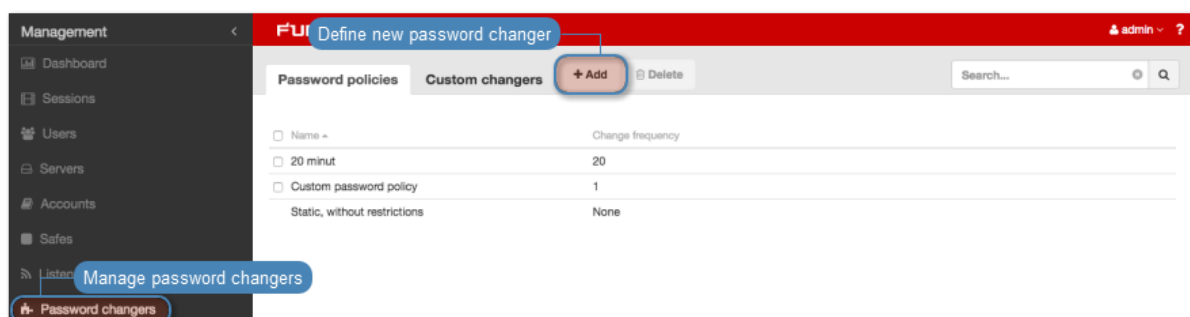 Management
FU
Define new password changer
admin
?
Dashboard
Password policies
Custom changers
+ Add
Delete
Search...
Sessions
Users
Name
Change frequency
20 minut
20
Servers
Custom password policy
1
Accounts
Static, without restrictions
None
Safes
Manage password changers
Password changers